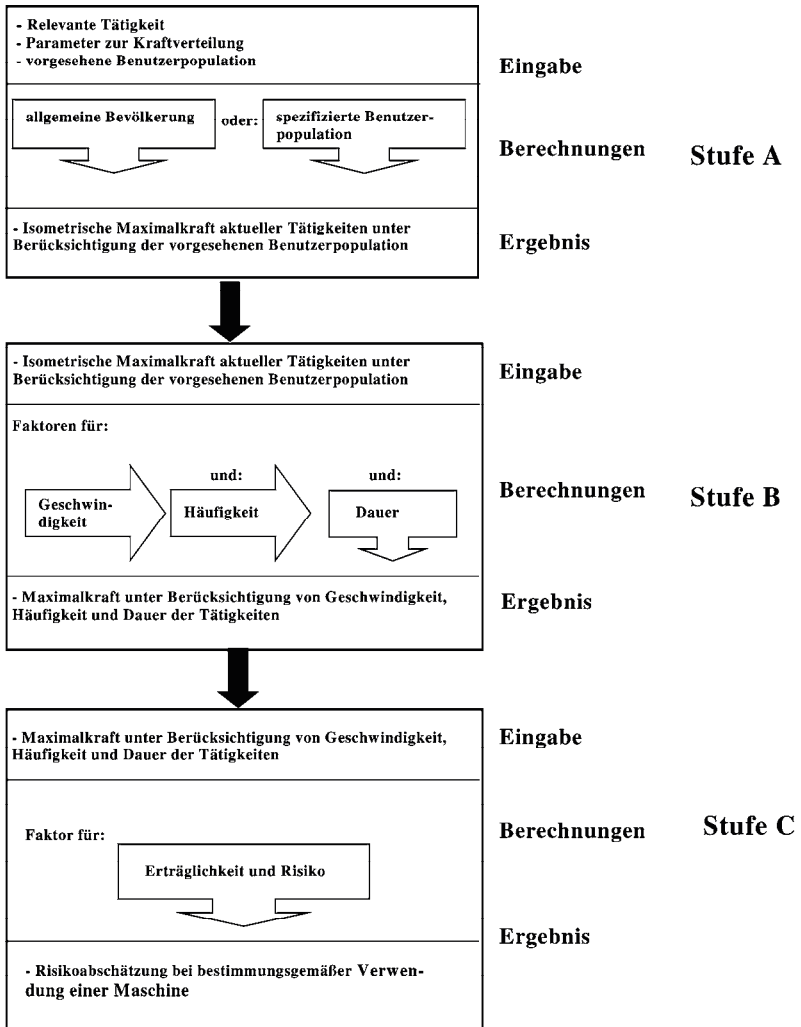 - Relevante Tätigkeit
- Parameter zur Kraftverteilung
- vorgesehene Benutzerpopulation
Eingabe
allgemeine Bevölkerung
oder:
spezifizierte Benutzer-
population
Berechnungen
Stufe A
- Isometrische Maximalkraft aktueller Tätigkeiten unter
Berücksichtigung der vorgesehenen Benutzerpopulation
Ergebnis
- Isometrische Maximalkraft aktueller Tätigkeiten unter
Berücksichtigung der vorgesehenen Benutzerpopulation
Eingabe
Faktoren für:
Geschwin-
digkeit
und:
Häufigkeit
und:
Dauer
Berechnungen
Stufe B
- Maximalkraft unter Berücksichtigung von Geschwindigkeit,
Häufigkeit und Dauer der Tätigkeiten
Ergebnis
- Maximalkraft unter Berücksichtigung von Geschwindigkeit,
Häufigkeit und Dauer der Tätigkeiten
Eingabe
Faktor für:
Erträglichkeit und Risiko
Berechnungen
Stufe C
Ergebnis
- Risikoabschätzung bei bestimmungsgemäßer Verwen-
dung einer Maschine